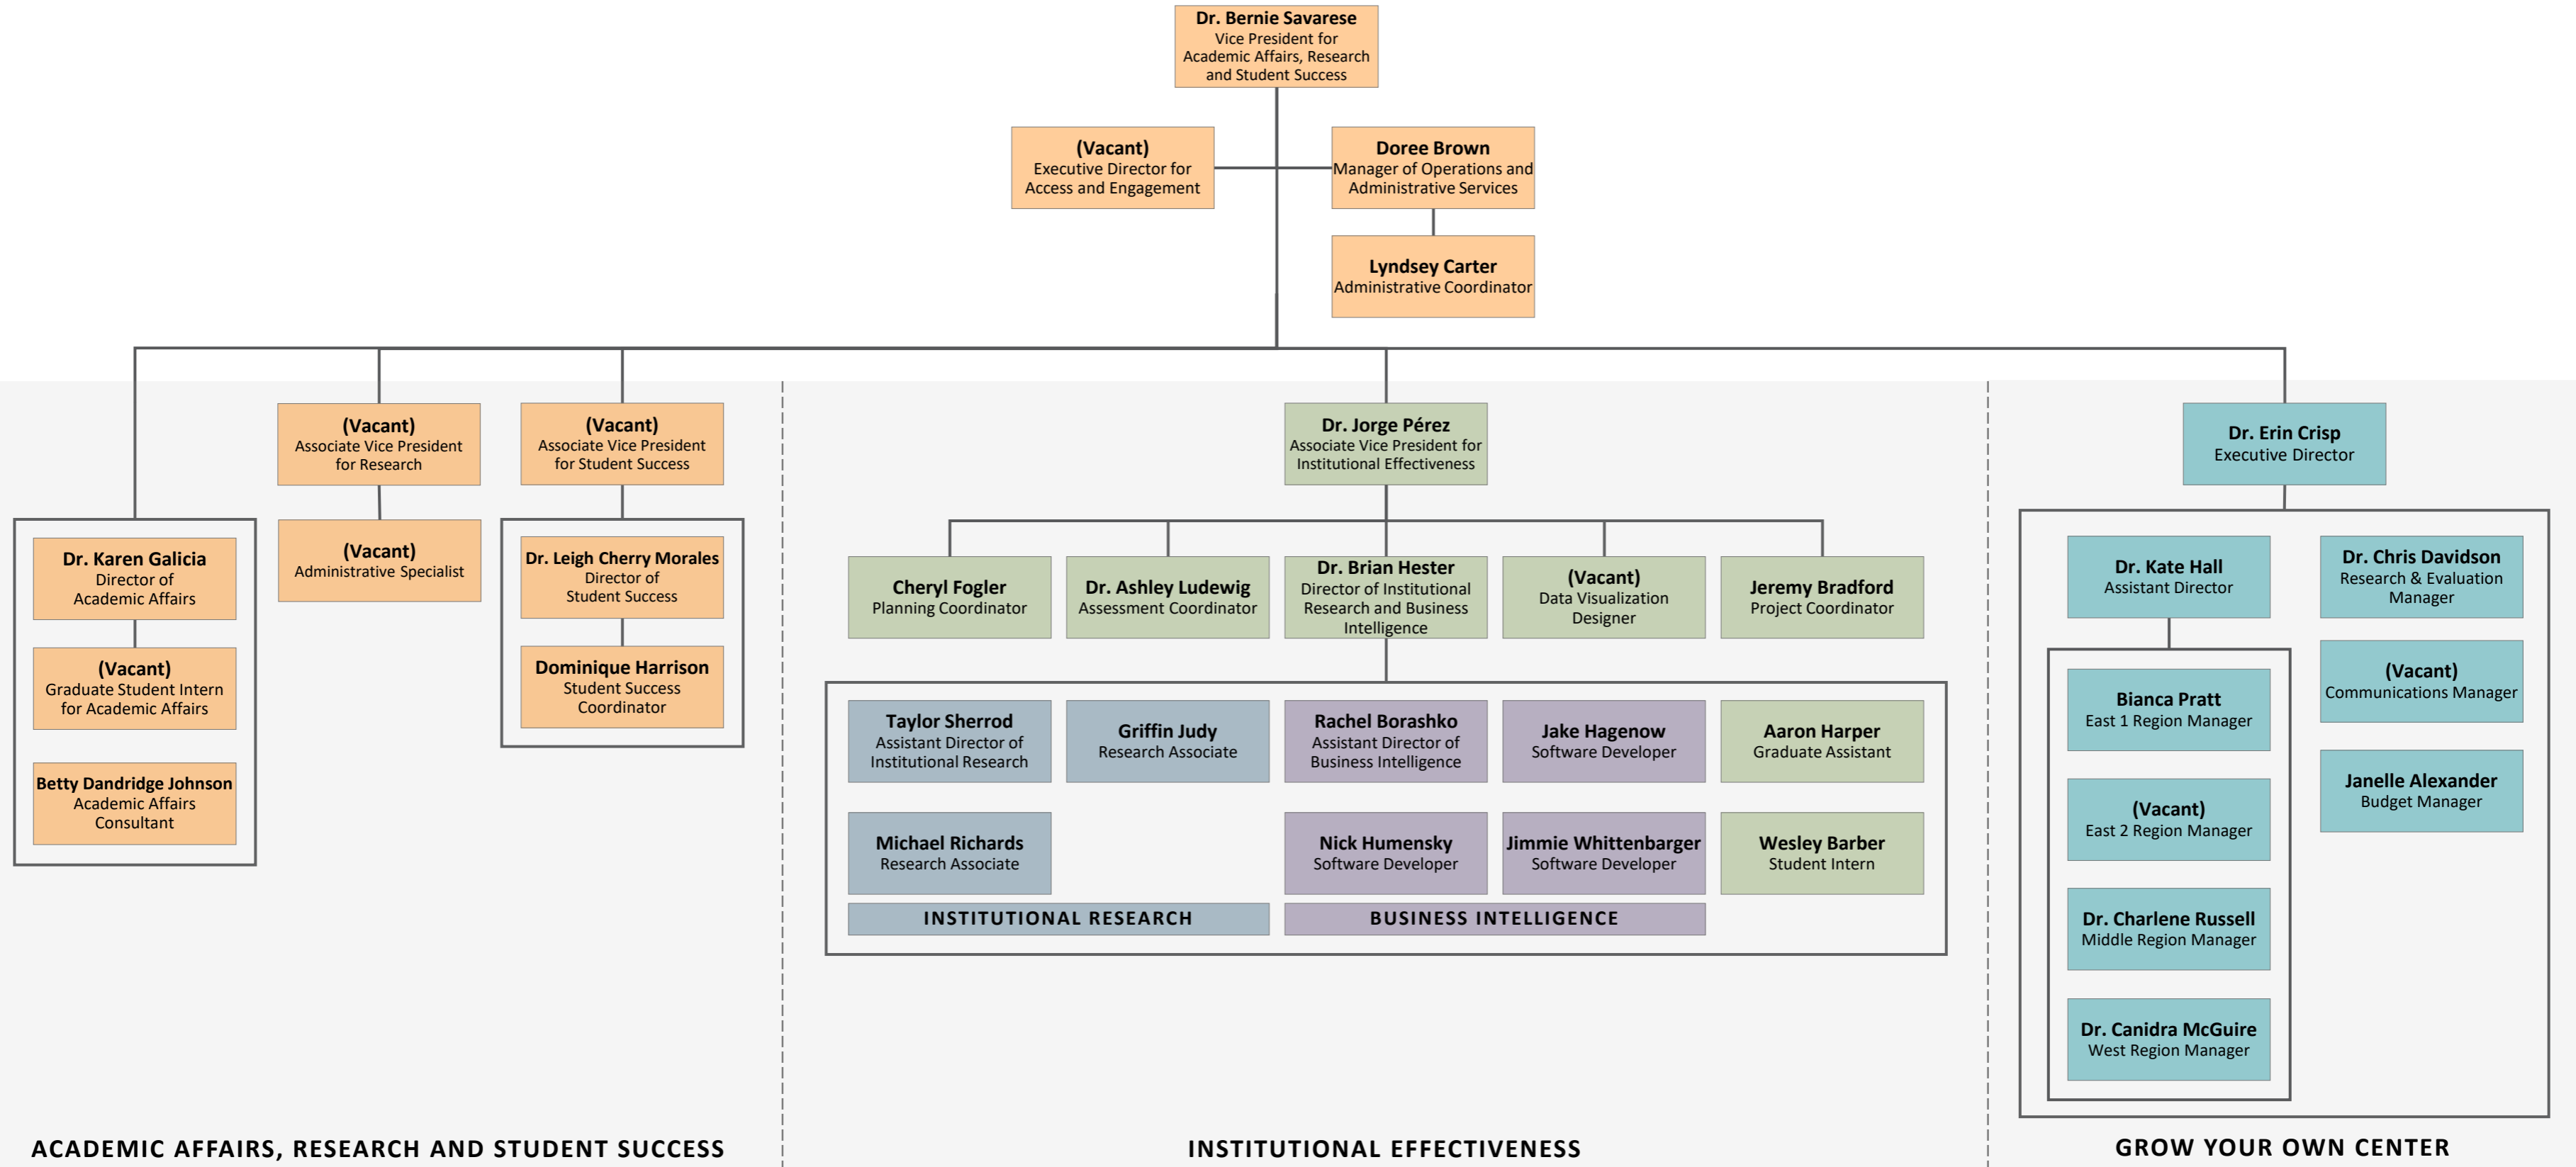 Dr. Bernie Savarese
Vice President for
Academic Affairs, Research
and Student Success
(Vacant)
Executive Director for
Access and Engagement
Doree Brown
Manager of Operations and
Administrative Services
Lyndsey Carter
Administrative Coordinator
(Vacant)
Associate Vice President
for Research
(Vacant)
Administrative Specialist
(Vacant)
Associate Vice President
for Student Success
Dr. Karen Galicia
Director of
Academic Affairs
(Vacant)
Graduate Student Intern
for Academic Affairs
Betty Dandridge Johnson
Academic Affairs
Consultant
Dr. Leigh Cherry Morales
Director of
Student Success
Dominique Harrison
Student Success
Coordinator
ACADEMIC AFFAIRS, RESEARCH AND STUDENT SUCCESS
Dr. Jorge Pérez
Associate Vice President for
Institutional Effectiveness
Cheryl Fogler
Planning Coordinator
Dr. Ashley Ludewig
Assessment Coordinator
Dr. Brian Hester
Director of Institutional
Research and Business
Intelligence
(Vacant)
Data Visualization
Designer
Jeremy Bradford
Project Coordinator
Taylor Sherrod
Assistant Director of
Institutional Research
Griffin Judy
Research Associate
Rachel Borashko
Assistant Director of
Business Intelligence
Jake Hagenow
Software Developer
Aaron Harper
Graduate Assistant
Michael Richards
Research Associate
Nick Humensky
Software Developer
Jimmie Whittenbarger
Software Developer
Wesley Barber
Student Intern
INSTITUTIONAL RESEARCH
BUSINESS INTELLIGENCE
INSTITUTIONAL EFFECTIVENESS
Dr. Erin Crisp
Executive Director
Dr. Kate Hall
Assistant Director
Dr. Chris Davidson
Research & Evaluation
Manager
(Vacant)
Communications Manager
Janelle Alexander
Budget Manager
Bianca Pratt
East 1 Region Manager
(Vacant)
East 2 Region Manager
Dr. Charlene Russell
Middle Region Manager
Dr. Canidra McGuire
West Region Manager
GROW YOUR OWN CENTER